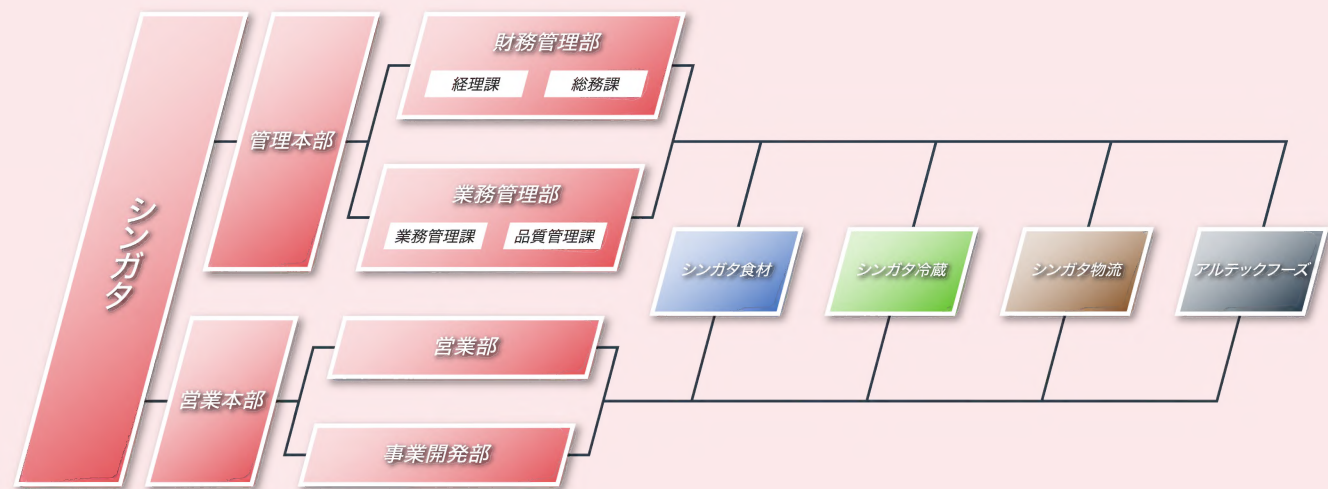 シンガタ
管理本部
財務管理部
経理課
総務課
業務管理部
業務管理課
品質管理課
営業本部
営業部
事業開発部
シンガタ食材
シンガタ冷蔵
シンガタ物流
アルテックフーズ